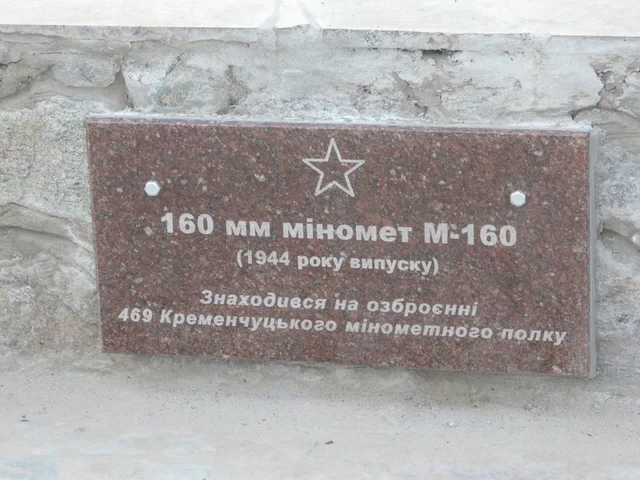 160 мм міномет М-160
(1944 року випуску)
Знаходився на озброєнні
469 Кременчуцького мінометного полку